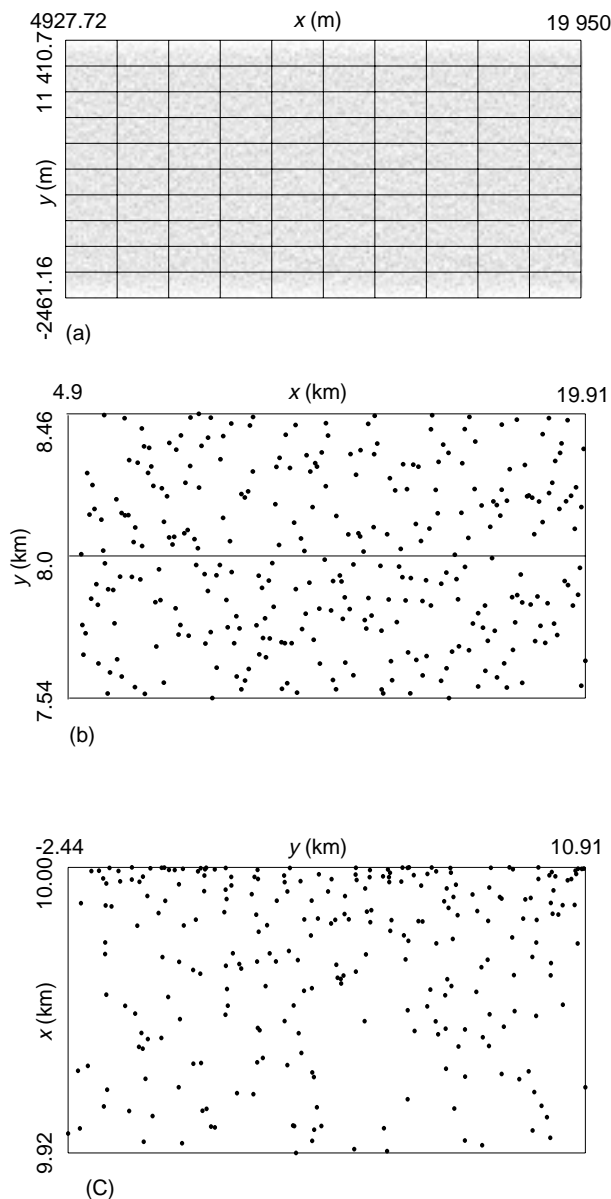 4927.72 x (m) 19 950
11 410.7
y (m)
-2461.16
(a)
4.9 x (km) 19.91
8.46
y (km)
8.0
7.54
(b)
-2.44 y (km) 10.91
10.00
x (km)
9.92
(C)